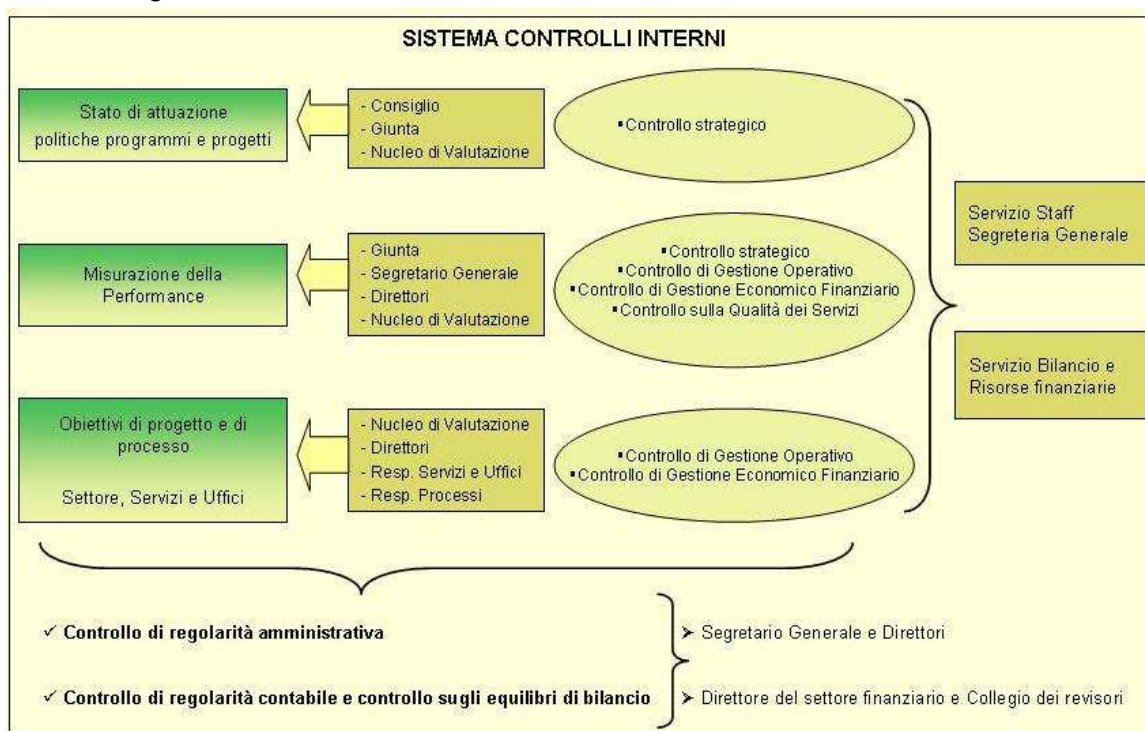 SISTEMA CONTROLLI INTERNI
Stato di attuazione
politiche programmi e progetti
- Consiglio
- Giunta
- Nucleo di Valutazione
▪Controllo strategico
Misurazione della
Performance
- Giunta
- Segretario Generale
- Direttori
- Nucleo di Valutazione
▪Controllo strategico
▪Controllo di Gestione Operativo
▪Controllo di Gestione Economico Finanziario
▪Controllo sulla Qualità dei Servizi
Obiettivi di progetto e di
processo
Settore, Servizi e Uffici
- Nucleo di Valutazione
- Direttori
- Resp. Servizi e Uffici
- Resp. Processi
▪Controllo di Gestione Operativo
▪Controllo di Gestione Economico Finanziario
Servizio Staff
Segreteria Generale
Servizio Bilancio e
Risorse finanziarie
✓ Controllo di regolarità amministrativa
➢ Segretario Generale e Direttori
✓ Controllo di regolarità contabile e controllo sugli equilibri di bilancio
➢ Direttore del settore finanziario e Collegio dei revisori